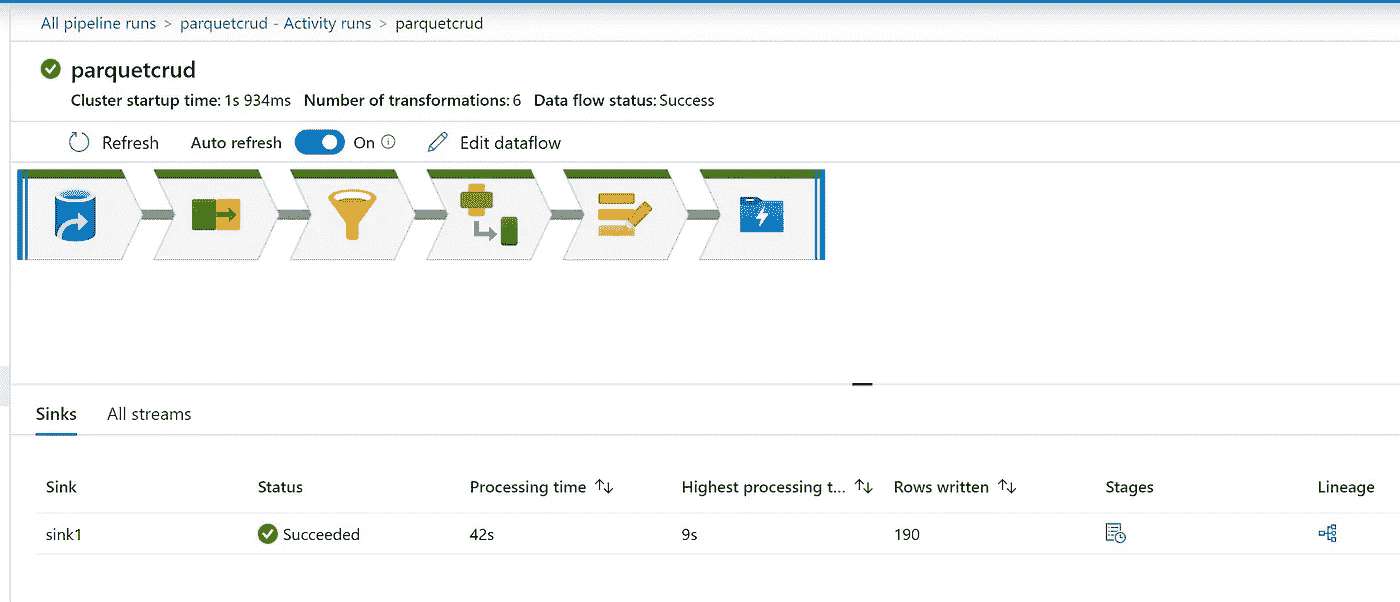 All pipeline runs > parquetcrud - Activity runs > parquetcrud
parquetcrud
Cluster startup time: 1s 934ms Number of transformations: 6 Data flow status: Success
Refresh Auto refresh On Edit dataflow
Sinks All streams
Sink Status Processing time Highest processing t... Rows written Stages Lineage
sink1 Succeeded 42s 9s 190